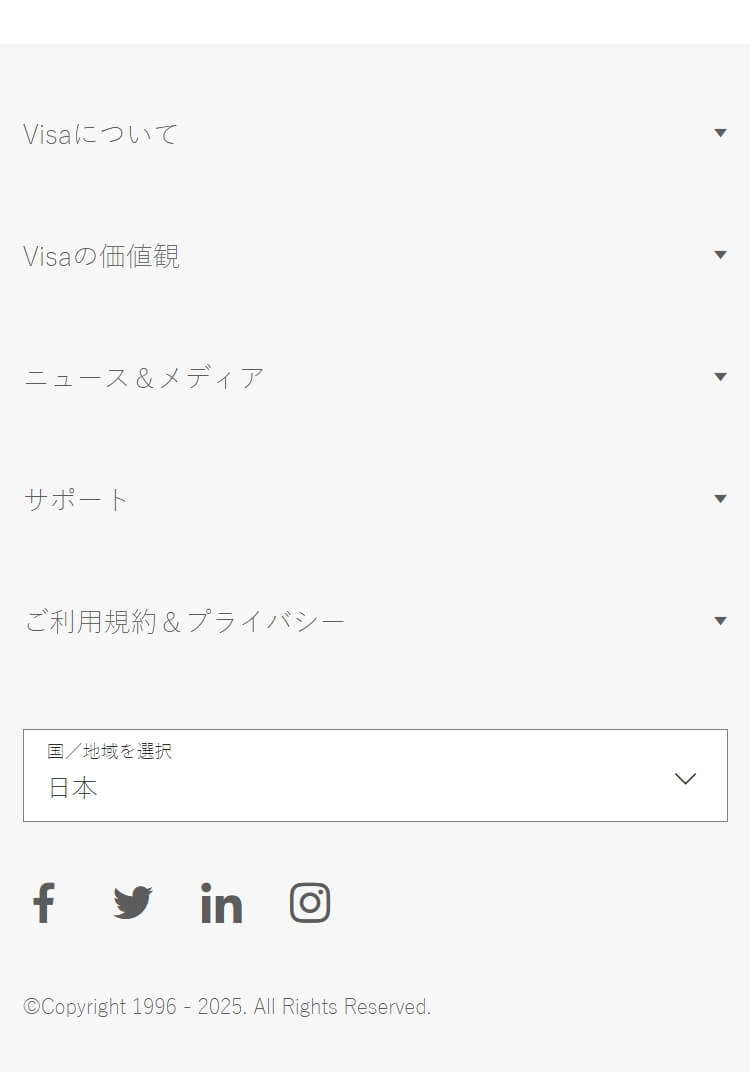 Visaについて
Visaの価値観
ニュース＆メディア
サポート
ご利用規約＆プライバシー
国／地域を選択
日本
©Copyright 1996 - 2025. All Rights Reserved.